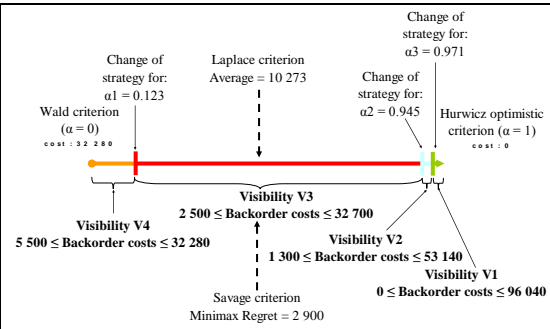 Change of
strategy for:
α3 = 0.971
Change of
strategy for:
α1 = 0.123
Laplace criterion
Average = 10 273
Change of
strategy for:
α2 = 0.945
Wald criterion
(α = 0)
cost : 32 280
Hurwicz optimistic
criterion (α = 1)
cost : 0
Visibility V3
2 500 ≤ Backorder costs ≤ 32 700
Visibility V4
5 500 ≤ Backorder costs ≤ 32 280
Visibility V2
1 300 ≤ Backorder costs ≤ 53 140
Visibility V1
0 ≤ Backorder costs ≤ 96 040
Savage criterion
Minimax Regret = 2 900